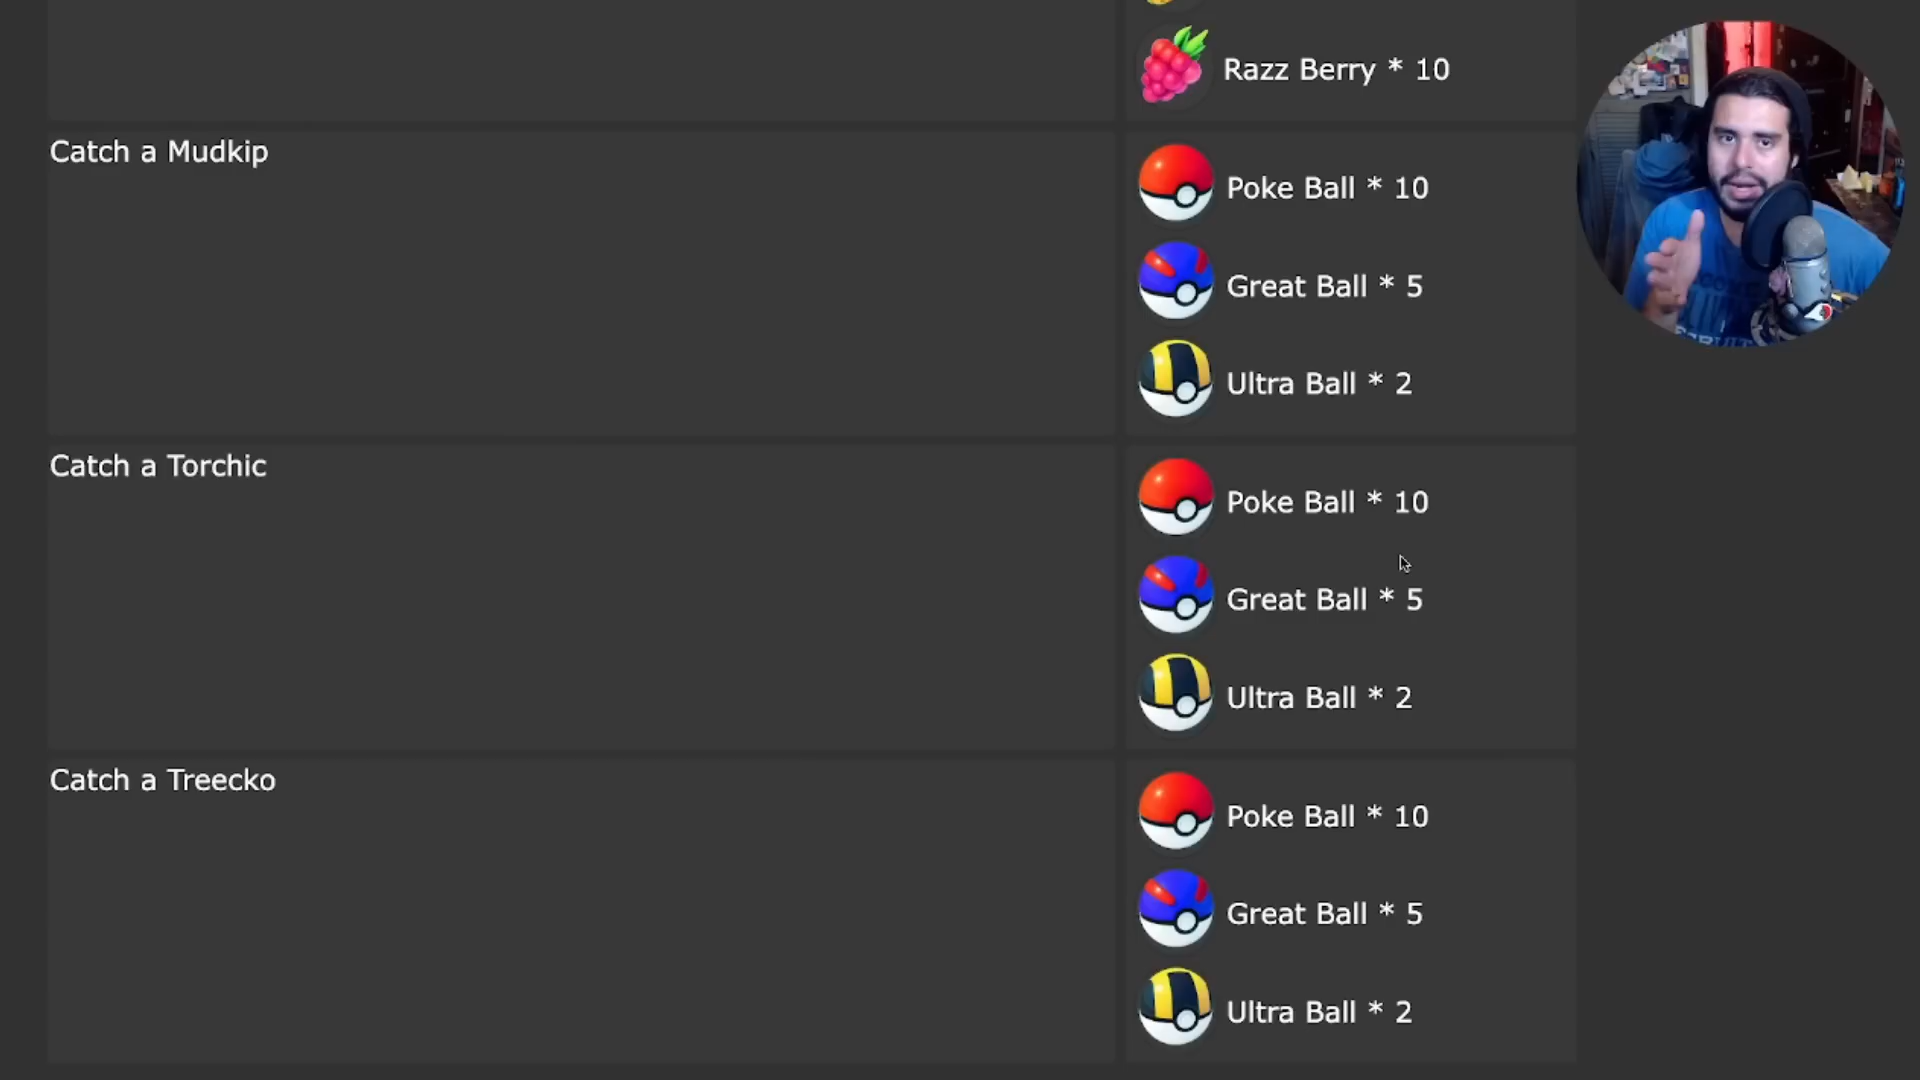 Razz Berry * 10
Catch a Mudkip
Poke Ball * 10
Great Ball * 5
Ultra Ball * 2
Catch a Torchic
Poke Ball * 10
Great Ball * 5
Ultra Ball * 2
Catch a Treecko
Poke Ball * 10
Great Ball * 5
Ultra Ball * 2